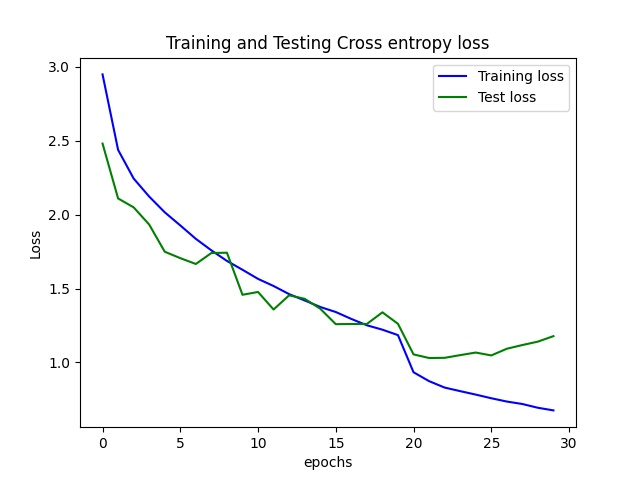 Training and Testing Cross entropy loss
Training loss
Test loss
3.0
2.5
2.0
1.5
1.0
Loss
0 5 10 15 20 25 30
epochs